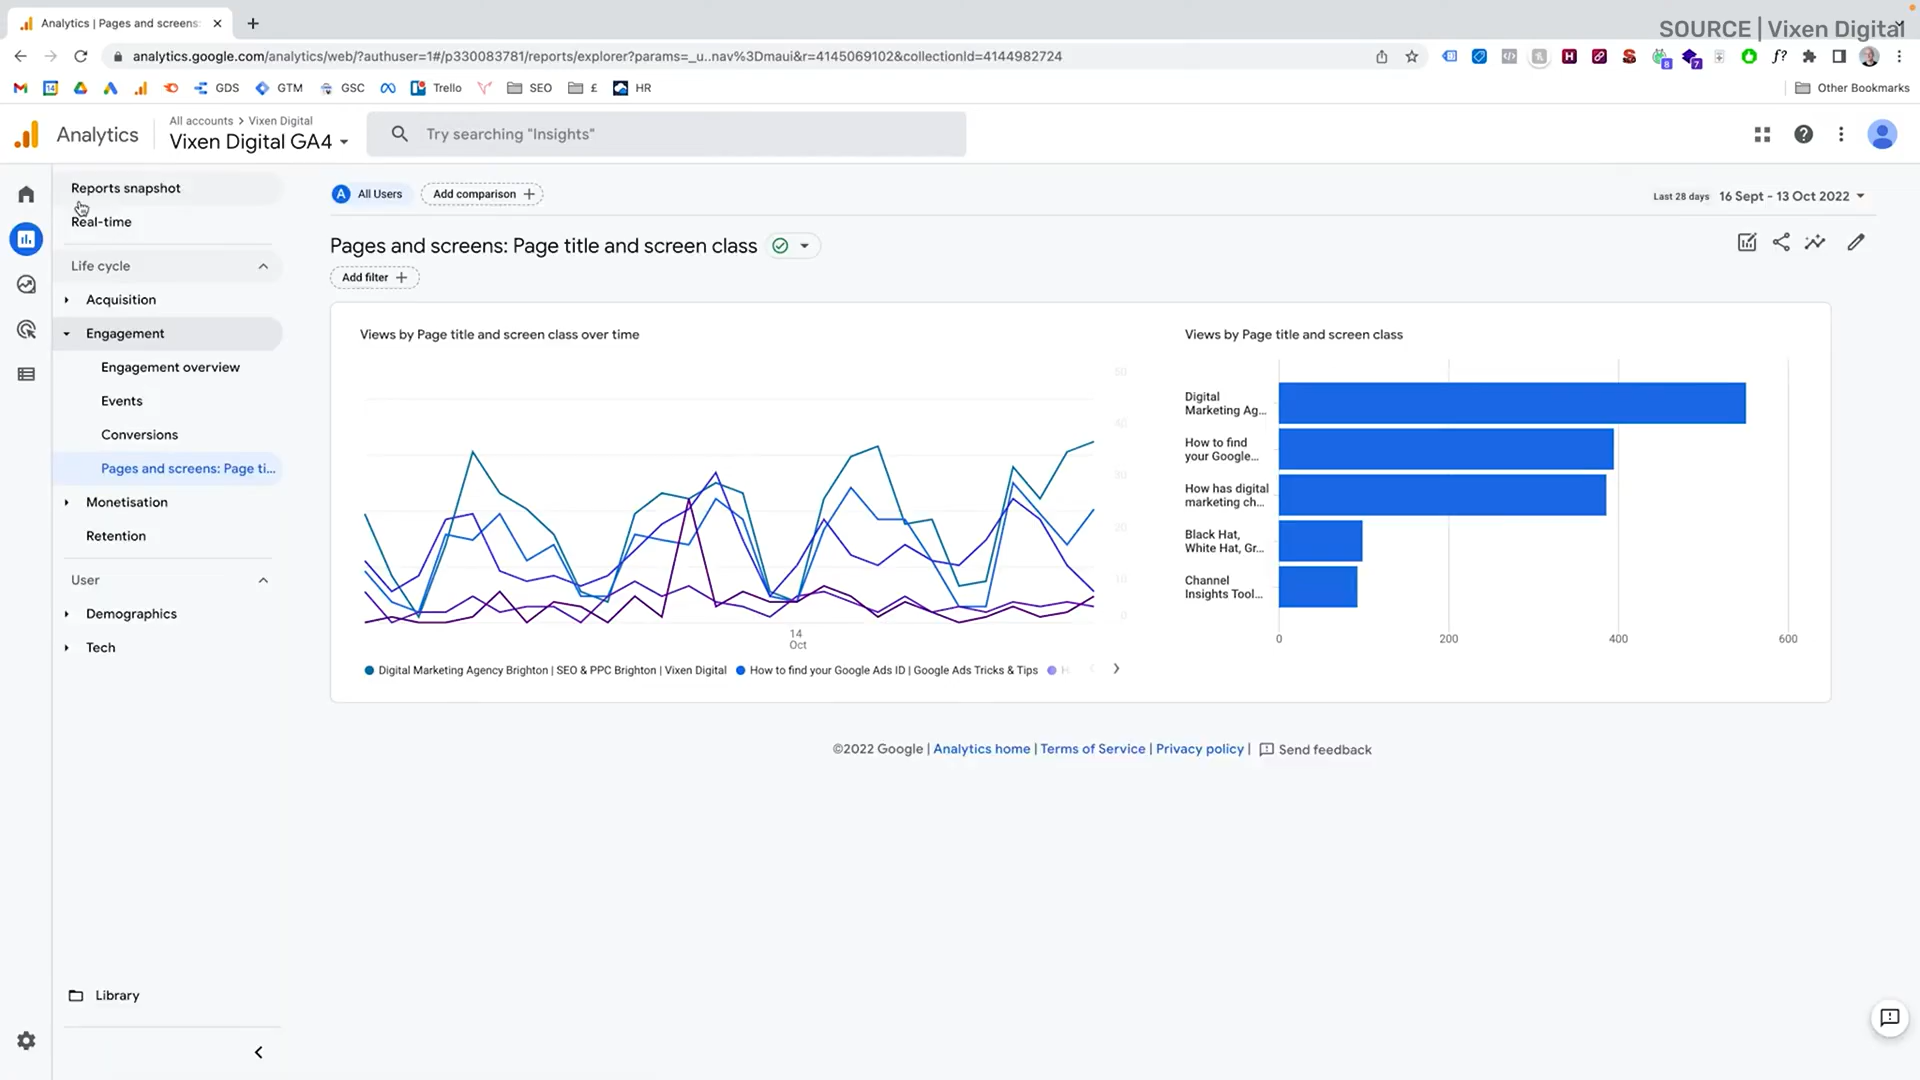 Analytics | Pages and screens:
SOURCE | Vixen Digital
analytics.google.com/analytics/web/?authuser=1#/p330083781/reports/explorer?params=_u..nav%3Dmaui&r=4145069102&collectionId=4144982724
GDS GTM GSC Trello SEO £ HR
Other Bookmarks
Analytics
All accounts > Vixen Digital
Vixen Digital GA4
Try searching "Insights"
Reports snapshot
Real-time
Life cycle
Acquisition
Engagement
Engagement overview
Events
Conversions
Pages and screens: Page ti...
Monetisation
Retention
User
Demographics
Tech
Library
A All Users
Add comparison +
Last 28 days 16 Sept - 13 Oct 2022
Pages and screens: Page title and screen class
Add filter +
Views by Page title and screen class over time
50
40
30
20
10
0
14
Oct
Digital Marketing Agency Brighton | SEO & PPC Brighton | Vixen Digital How to find your Google Ads ID | Google Ads Tricks & Tips H
Views by Page title and screen class
Digital
Marketing Ag...
How to find
your Google...
How has digital
marketing ch...
Black Hat,
White Hat, Gr...
Channel
Insights Tool...
0 200 400 600
©2022 Google | Analytics home | Terms of Service | Privacy policy | Send feedback